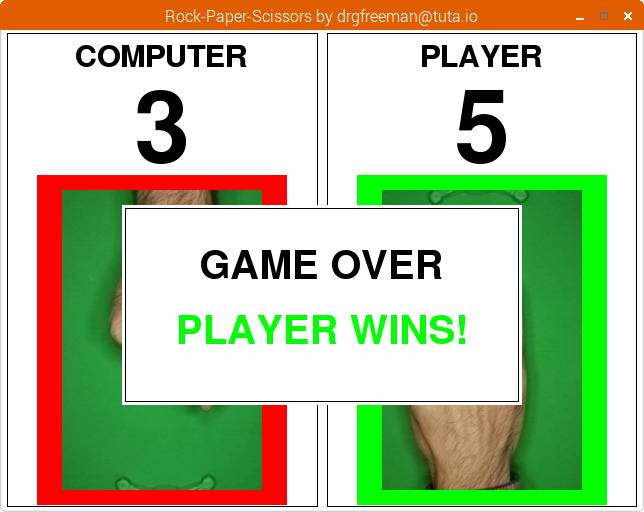 Rock-Paper-Scissors by drgfreeman@tuta.io
COMPUTER
3
PLAYER
5
GAME OVER
PLAYER WINS!